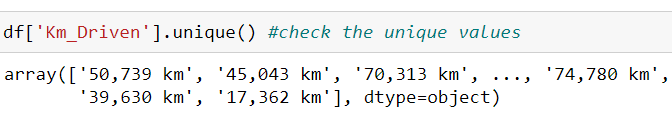 df['Km_Driven'].unique() #check the unique values
array(['50,739 km', '45,043 km', '70,313 km', ..., '74,780 km',
'39,630 km', '17,362 km'], dtype=object)